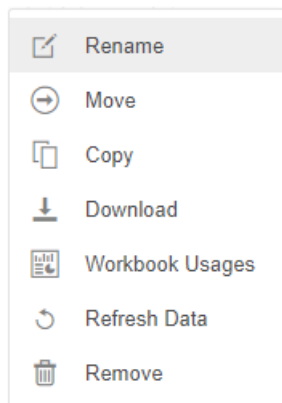 Rename
Move
Copy
Download
Workbook Usages
Refresh Data
Remove